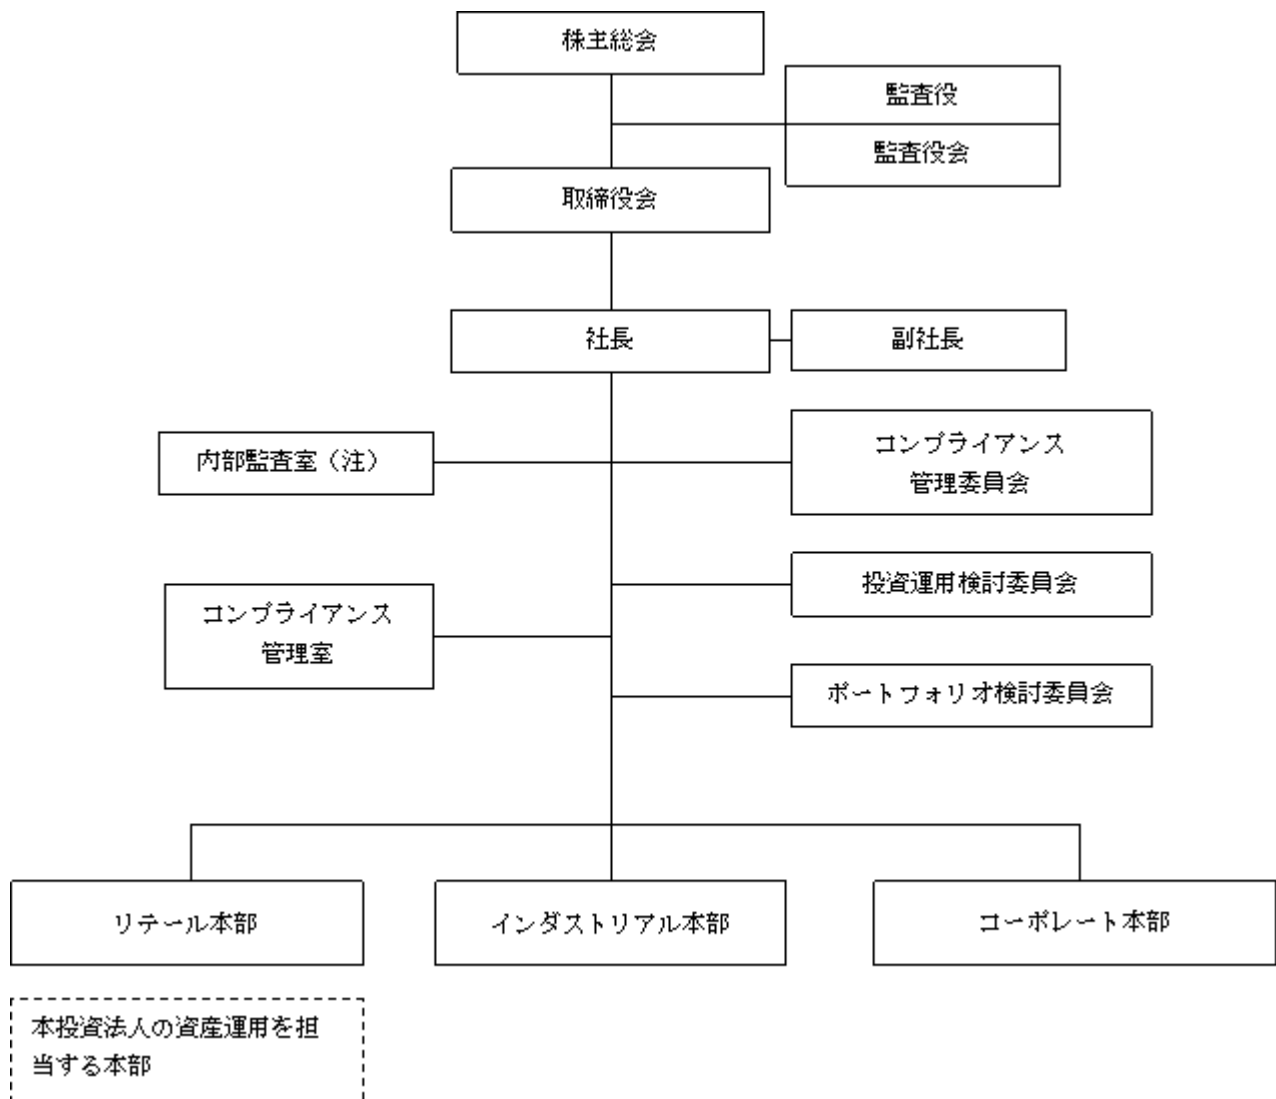 株主総会
監査役
監査役会
取締役会
社長
副社長
内部監査室（注）
コンプライアンス
管理委員会
投資運用検討委員会
コンプライアンス
管理室
ポートフォリオ検討委員会
リテール本部
インダストリアル本部
コーポレート本部
本投資法人の資産運用を担
当する本部